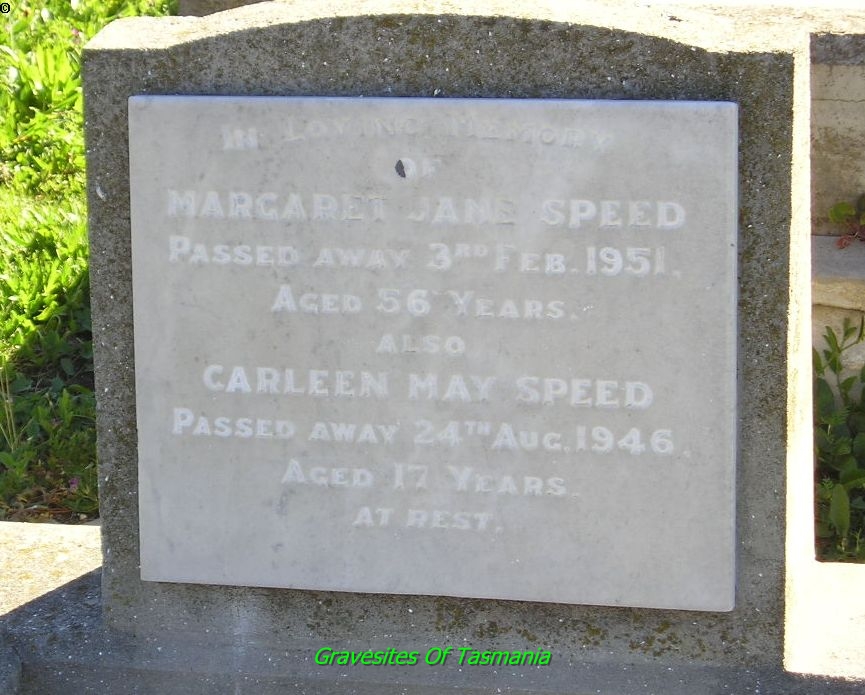 IN LOVING MEMORY
OF
MARGARET JANE SPEED
PASSED AWAY 3RD FEB. 1951.
AGED 56 YEARS.
ALSO
CARLEEN MAY SPEED
PASSED AWAY 24TH AUG. 1946.
AGED 17 YEARS.
AT REST.
Gravesites Of Tasmania